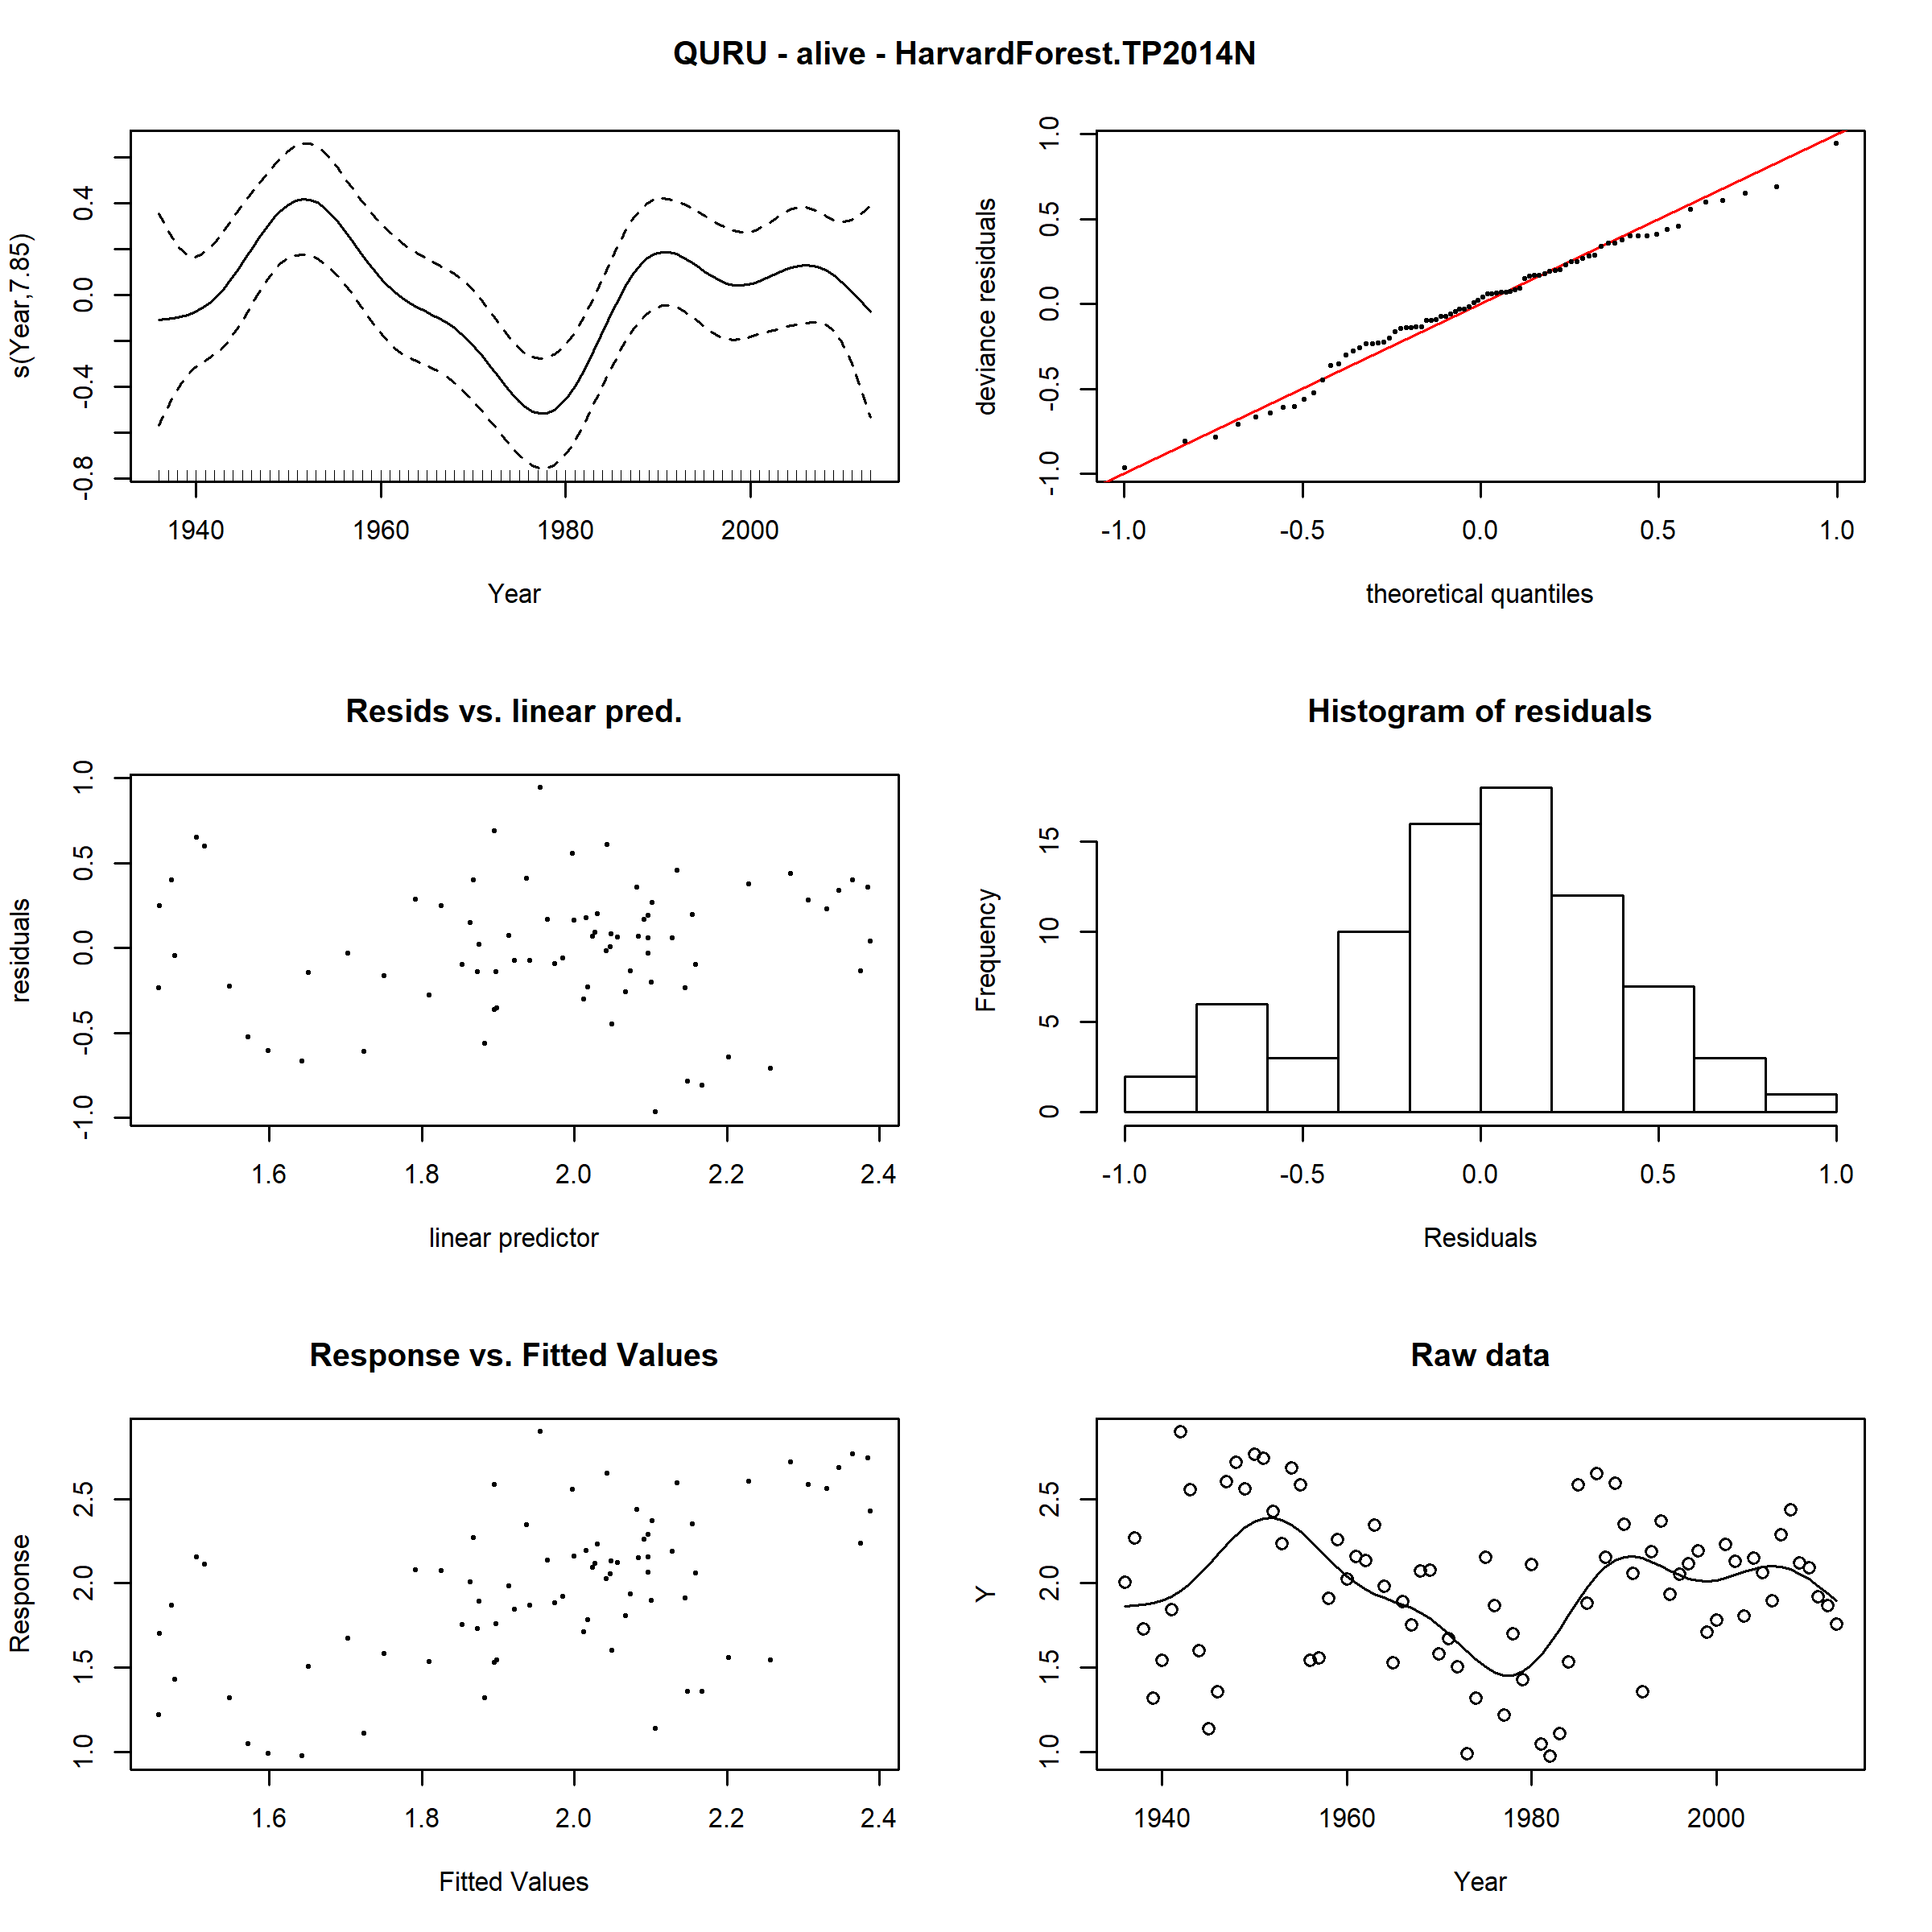 QURU - alive - HarvardForest.TP2014N
s(Year,7.85)
-0.8 -0.4 0.0 0.4
1940 1960 1980 2000
Year
deviance residuals
-1.0 -0.5 0.0 0.5 1.0
-1.0 -0.5 0.0 0.5 1.0
theoretical quantiles
Resids vs. linear pred.
residuals
-1.0 -0.5 0.0 0.5 1.0
1.6 1.8 2.0 2.2 2.4
linear predictor
Histogram of residuals
Frequency
0 5 10 15
-1.0 -0.5 0.0 0.5 1.0
Residuals
Response vs. Fitted Values
Response
1.0 1.5 2.0 2.5
1.6 1.8 2.0 2.2 2.4
Fitted Values
Raw data
Y
1.0 1.5 2.0 2.5
1940 1960 1980 2000
Year